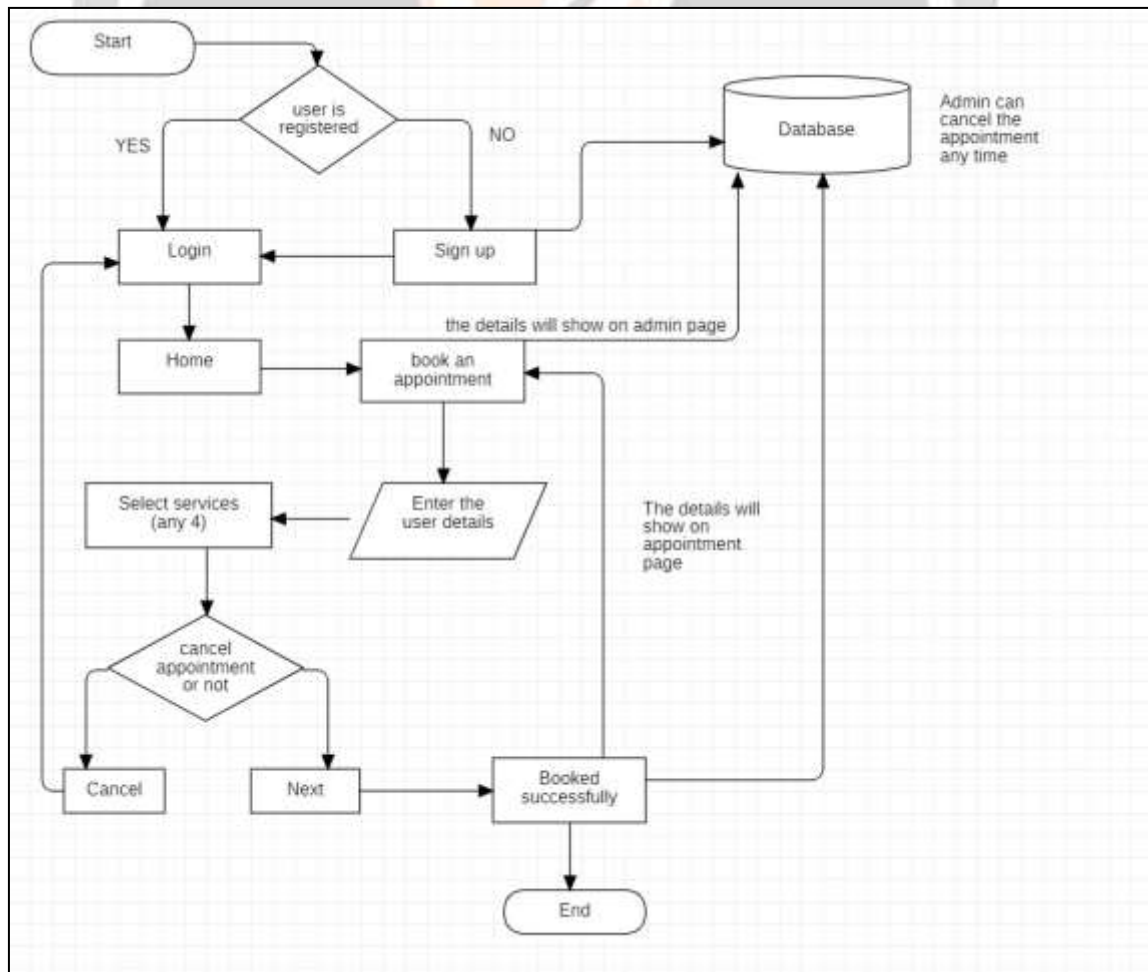 Start
user is
registered
YES
NO
Database
Admin can
cancel the
appointment
any time
Login
Sign up
the details will show on admin page
Home
book an
appointment
Select services
(any 4)
Enter the
user details
The details will
show on
appointment
page
cancel
appointment
or not
Cancel
Next
Booked
successfully
End